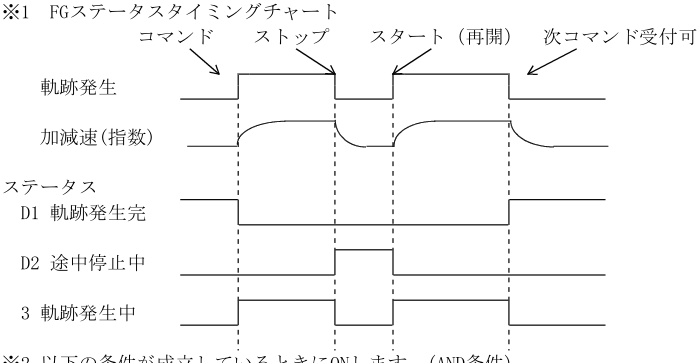 ※1 FGステータスタイミングチャート
コマンド ストップ スタート（再開） 次コマンド受付可
軌跡発生
加減速(指数)
ステータス
D1 軌跡発生完
D2 途中停止中
3 軌跡発生中
※2 以下の条件が成立しているときにONします。(AND条件)